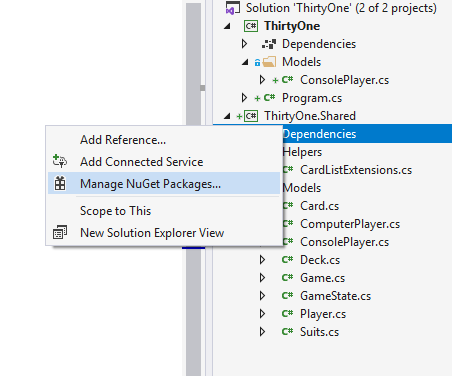 Solution 'ThirtyOne' (2 of 2 projects)
ThirtyOne
Dependencies
Models
ConsolePlayer.cs
Program.cs
ThirtyOne.Shared
Dependencies
Helpers
CardListExtensions.cs
Models
Card.cs
ComputerPlayer.cs
ConsolePlayer.cs
Deck.cs
Game.cs
GameState.cs
Player.cs
Suits.cs
Add Reference...
Add Connected Service
Manage NuGet Packages...
Scope to This
New Solution Explorer View